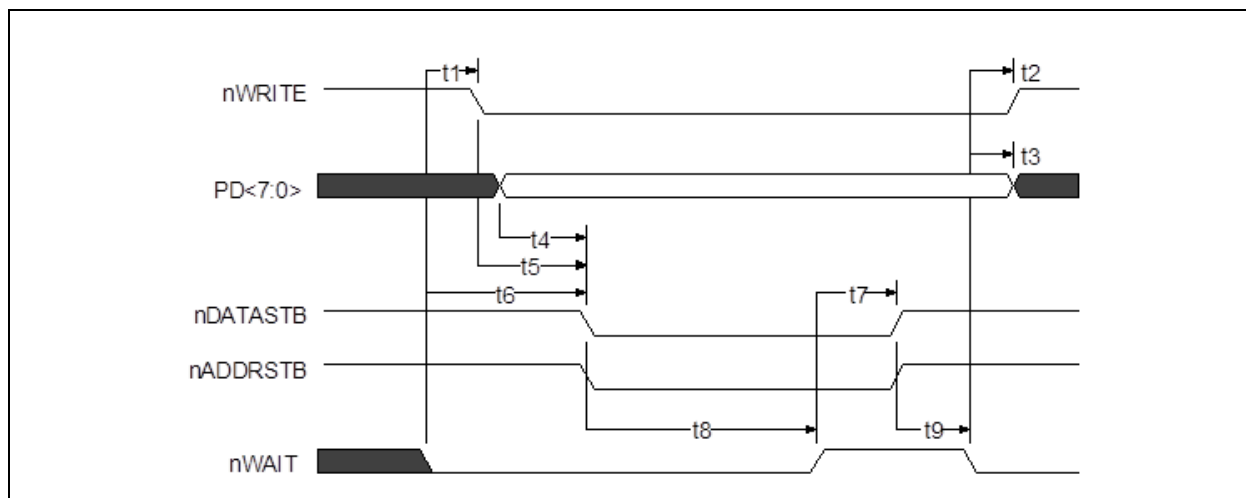 t1
t2
nWRITE
t3
PD<7:0>
t4
t5
t6
t7
nDATASTB
nADDRSTB
t8
t9
nWAIT